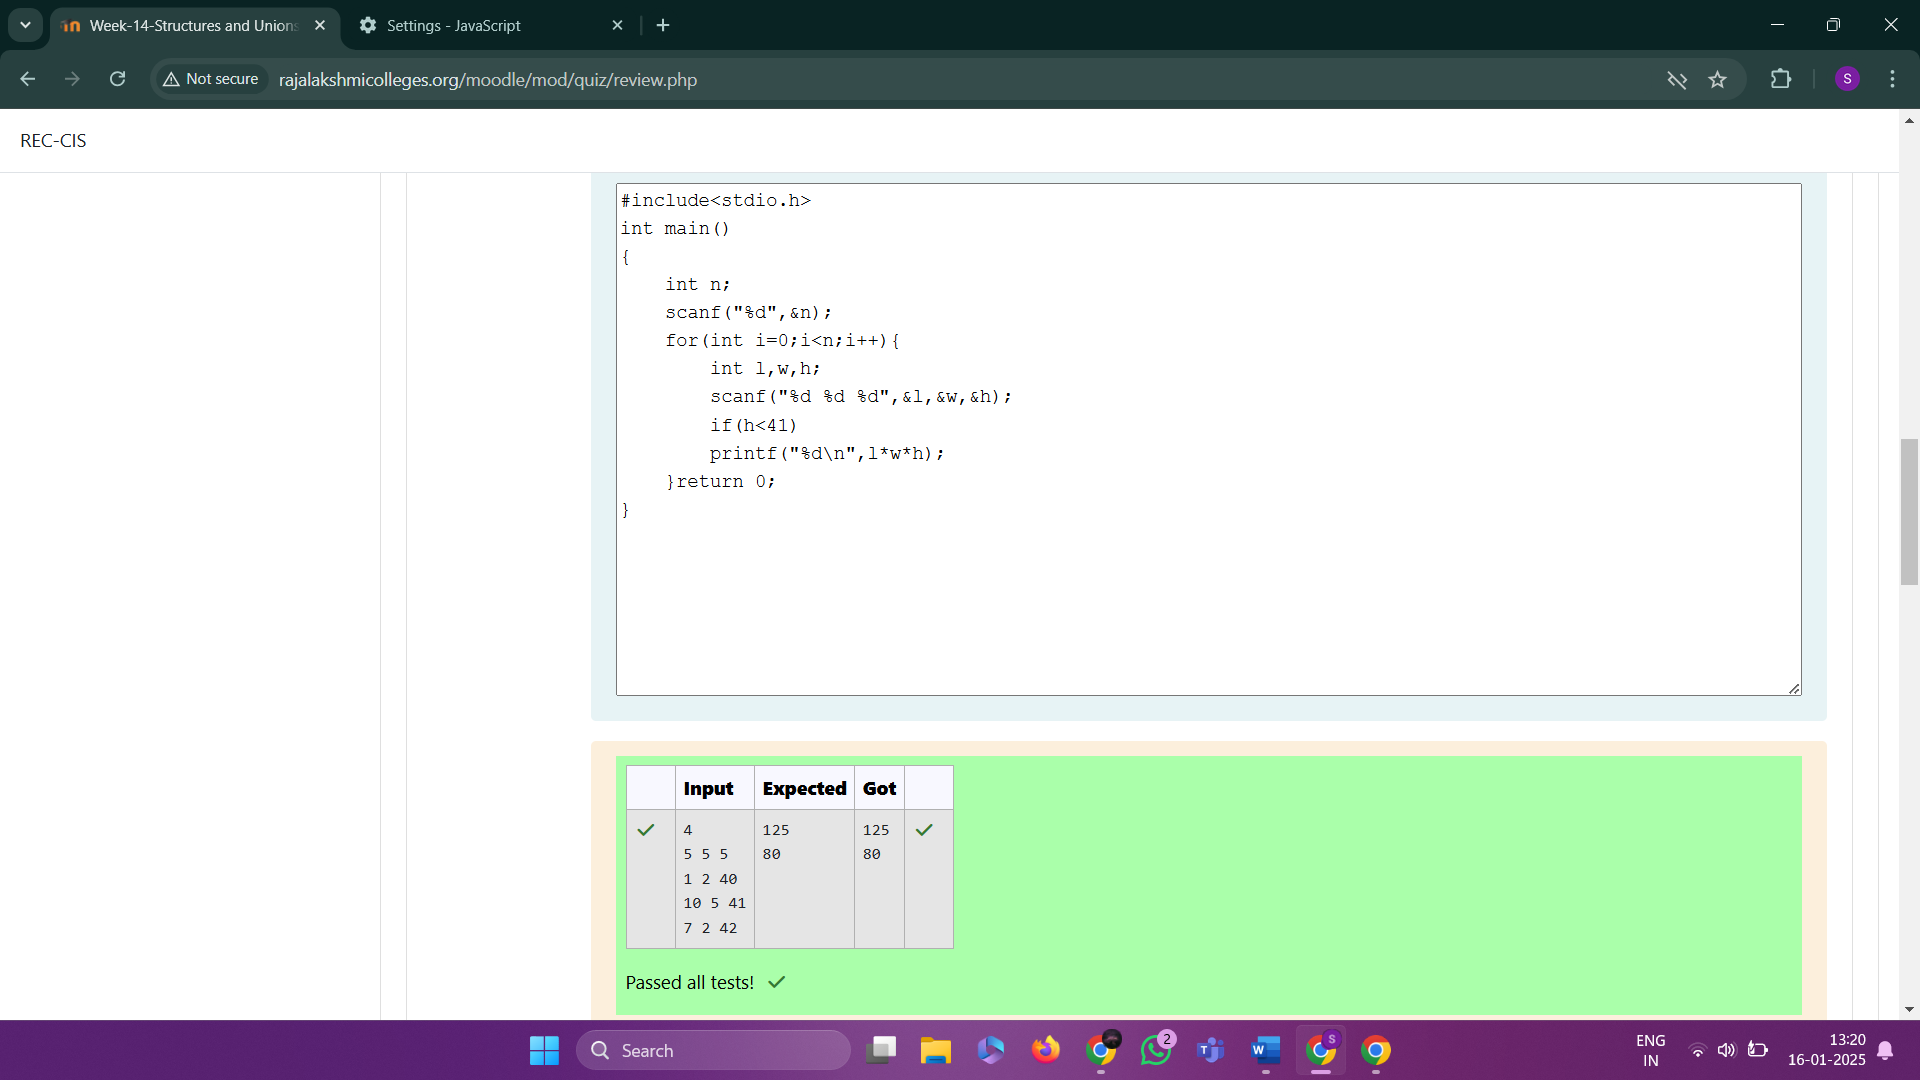 Week-14-Structures and Unions
Settings - JavaScript
Not secure
rajalakshmicolleges.org/moodle/mod/quiz/review.php
S
REC-CIS
#include<stdio.h>
int main()
{
    int n;
    scanf("%d",&n);
    for(int i=0;i<n;i++){
        int l,w,h;
        scanf("%d %d %d",&l,&w,&h);
        if(h<41)
        printf("%d\n",l*w*h);
    }return 0;
}
Input Expected Got
4 125 125
5 5 5 80 80
1 2 40
10 5 41
7 2 42
Passed all tests!
Search
2
S
ENG
IN
13:20
16-01-2025